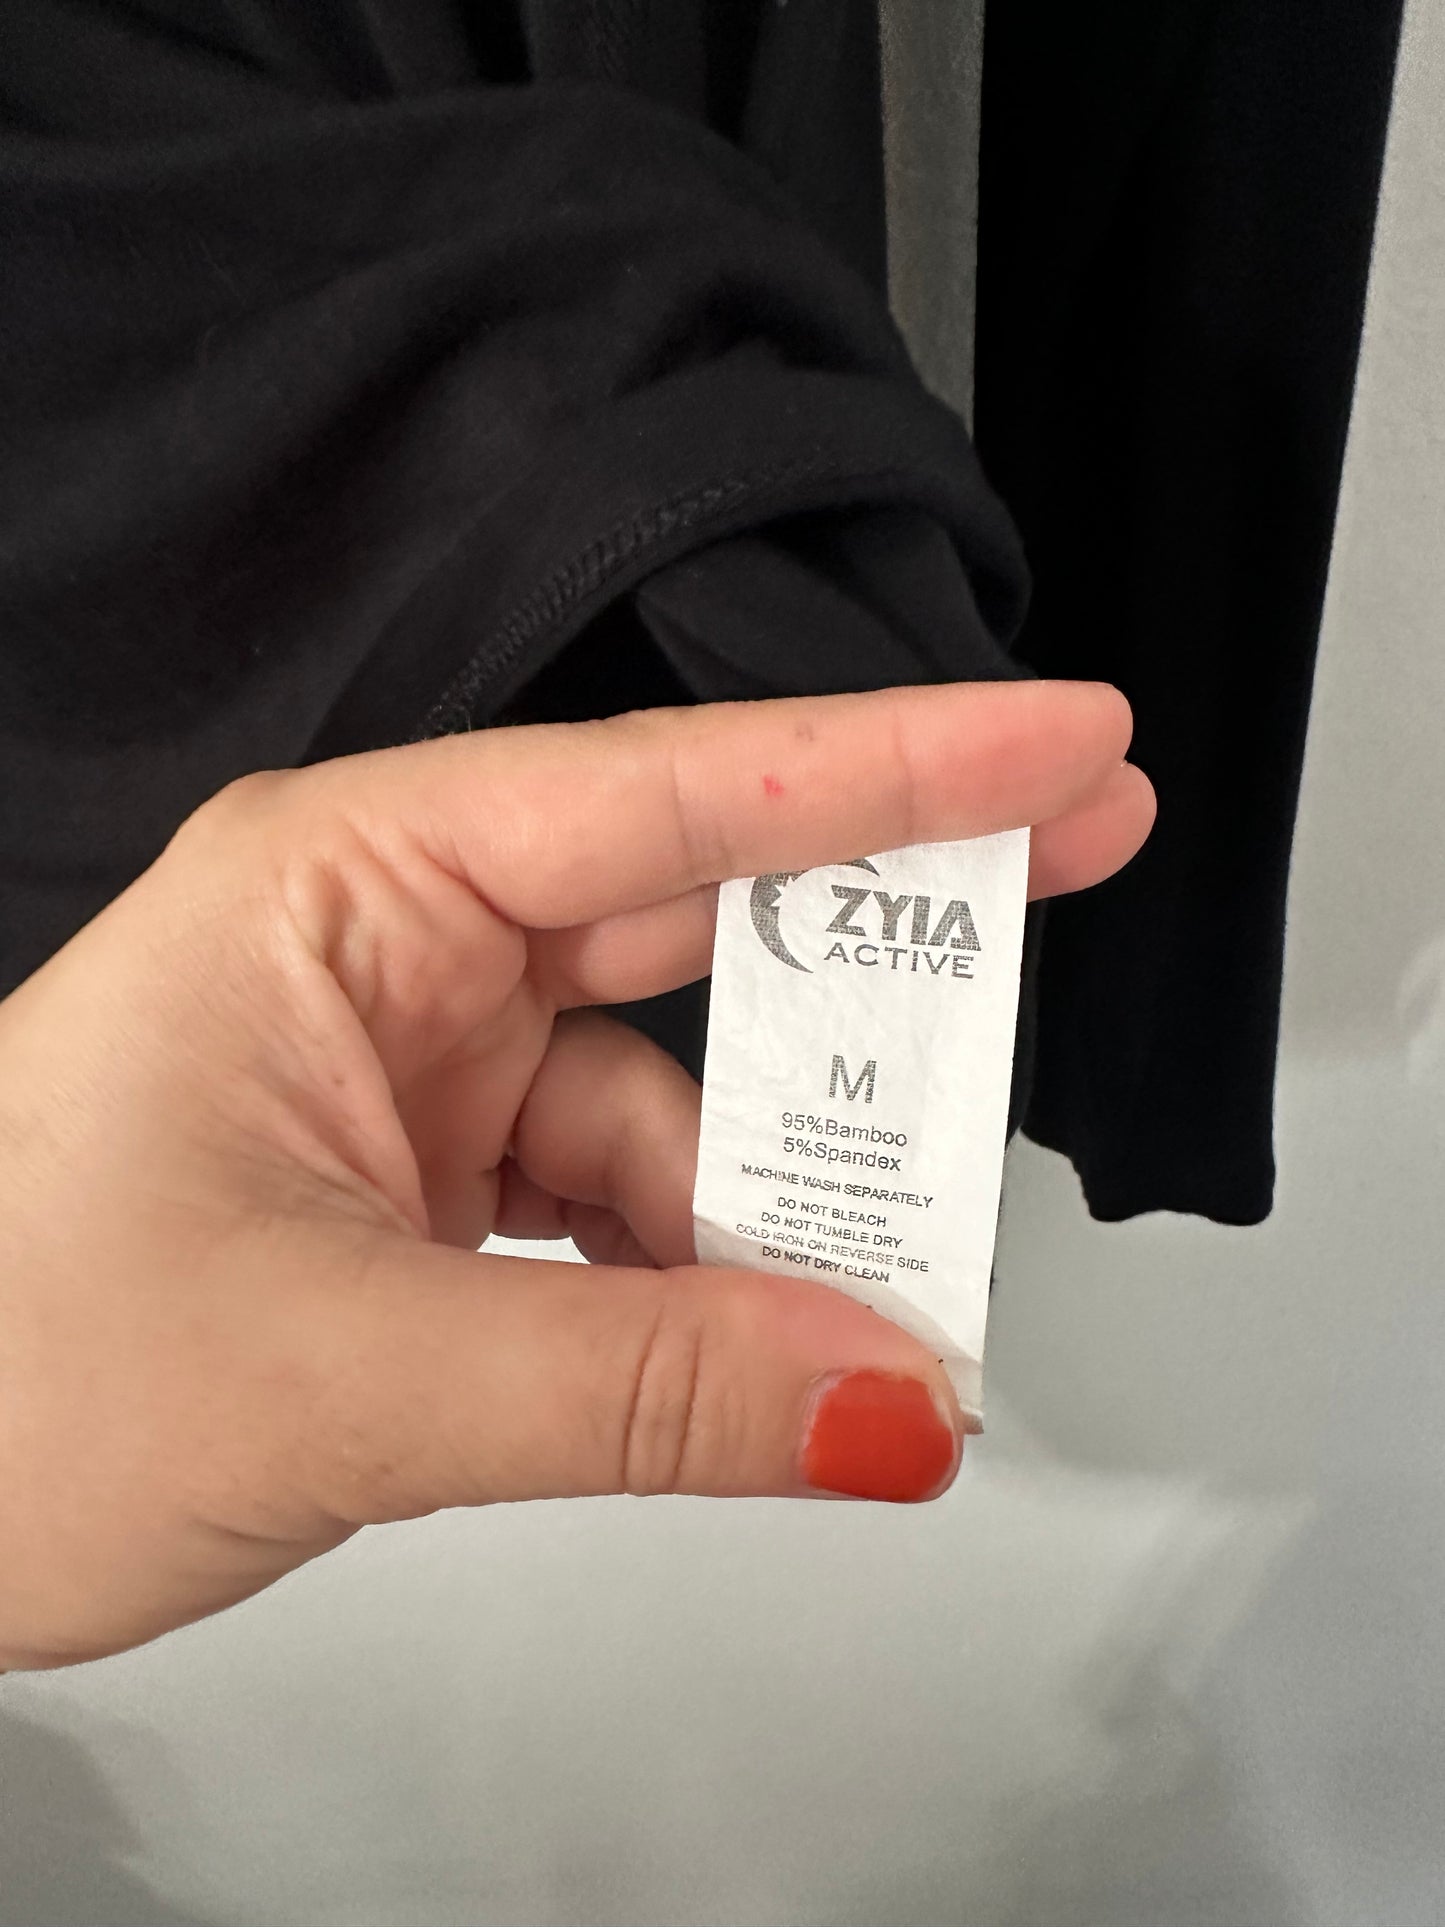 ZYIA
ACTIVE
M
95%Bamboo
5%Spandex
MACHINE WASH SEPARATELY
DO NOT BLEACH
DO NOT TUMBLE DRY
COLD IRON ON REVERSE SIDE
DO NOT DRY CLEAN